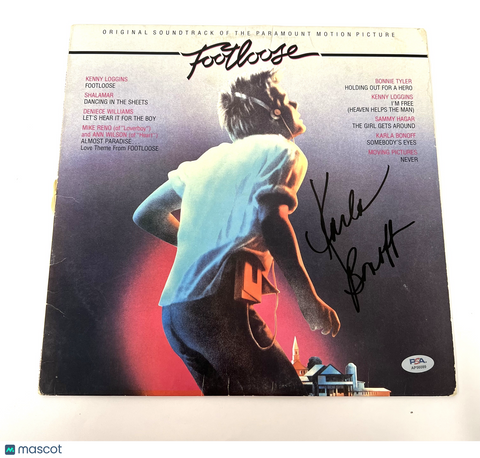 ORIGINAL SOUNDTRACK OF THE PARAMOUNT MOTION PICTURE
Footloose
KENNY LOGGINS
FOOTLOOSE
SHALAMAR
DANCING IN THE SHEETS
DENIECE WILLIAMS
LET'S HEAR IT FOR THE BOY
MIKE RENO (of "Loverboy")
and ANN WILSON (of "Heart")
ALMOST PARADISE
Love Theme From FOOTLOOSE
BONNIE TYLER
HOLDING OUT FOR A HERO
KENNY LOGGINS
I'M FREE
(HEAVEN HELPS THE MAN)
SAMMY HAGAR
THE GIRL GETS AROUND
KARLA BONOFF
SOMEBODY'S EYES
MOVING PICTURES
NEVER
Karla
Bonoff
PSA
mascot